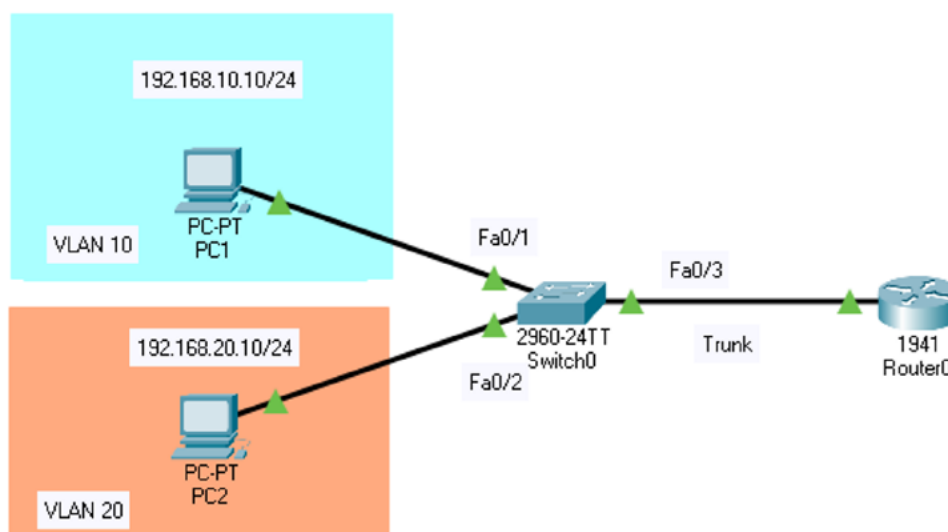 192.168.10.10/24
PC-PT
PC1
VLAN 10
Fa0/1
Fa0/3
192.168.20.10/24
2960-24TT
Switch0
Trunk
1941
Router0
Fa0/2
PC-PT
PC2
VLAN 20